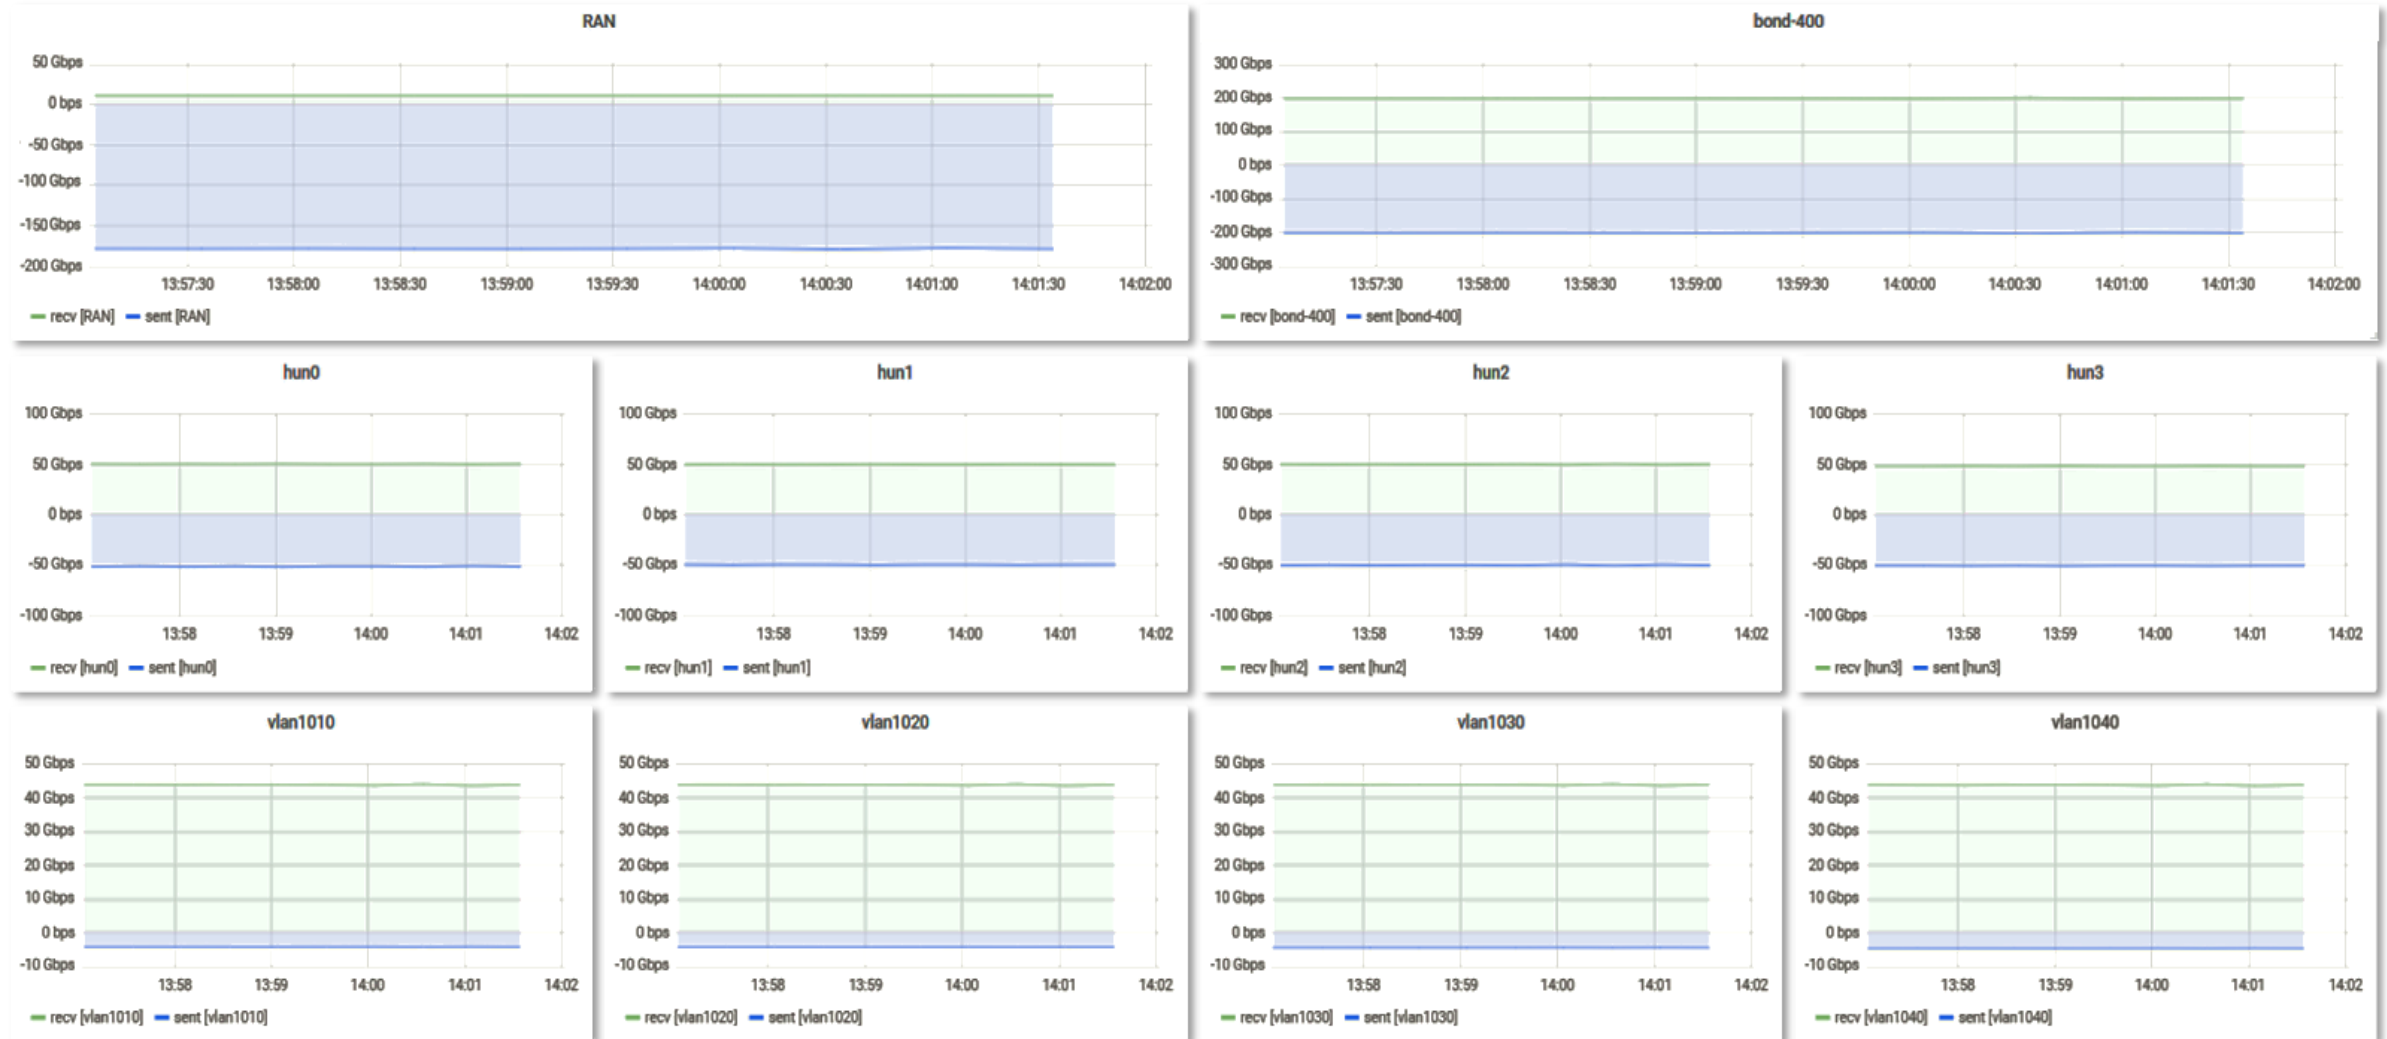 RAN
50 Gbps
0 bps
-50 Gbps
-100 Gbps
-150 Gbps
-200 Gbps
13:57:30 13:58:00 13:58:30 13:59:00 13:59:30 14:00:00 14:00:30 14:01:00 14:01:30 14:02:00
recv [RAN] sent [RAN]
bond-400
300 Gbps
200 Gbps
100 Gbps
0 bps
-100 Gbps
-200 Gbps
-300 Gbps
13:57:30 13:58:00 13:58:30 13:59:00 13:59:30 14:00:00 14:00:30 14:01:00 14:01:30 14:02:00
recv [bond-400] sent [bond-400]
hun0
100 Gbps
50 Gbps
0 bps
-50 Gbps
-100 Gbps
13:58 13:59 14:00 14:01 14:02
recv [hun0] sent [hun0]
hun1
100 Gbps
50 Gbps
0 bps
-50 Gbps
-100 Gbps
13:58 13:59 14:00 14:01 14:02
recv [hun1] sent [hun1]
hun2
100 Gbps
50 Gbps
0 bps
-50 Gbps
-100 Gbps
13:58 13:59 14:00 14:01 14:02
recv [hun2] sent [hun2]
hun3
100 Gbps
50 Gbps
0 bps
-50 Gbps
-100 Gbps
13:58 13:59 14:00 14:01 14:02
recv [hun3] sent [hun3]
vlan1010
50 Gbps
40 Gbps
30 Gbps
20 Gbps
10 Gbps
0 bps
-10 Gbps
13:58 13:59 14:00 14:01 14:02
recv [vlan1010] sent [vlan1010]
vlan1020
50 Gbps
40 Gbps
30 Gbps
20 Gbps
10 Gbps
0 bps
-10 Gbps
13:58 13:59 14:00 14:01 14:02
recv [vlan1020] sent [vlan1020]
vlan1030
50 Gbps
40 Gbps
30 Gbps
20 Gbps
10 Gbps
0 bps
-10 Gbps
13:58 13:59 14:00 14:01 14:02
recv [vlan1030] sent [vlan1030]
vlan1040
50 Gbps
40 Gbps
30 Gbps
20 Gbps
10 Gbps
0 bps
-10 Gbps
13:58 13:59 14:00 14:01 14:02
recv [vlan1040] sent [vlan1040]